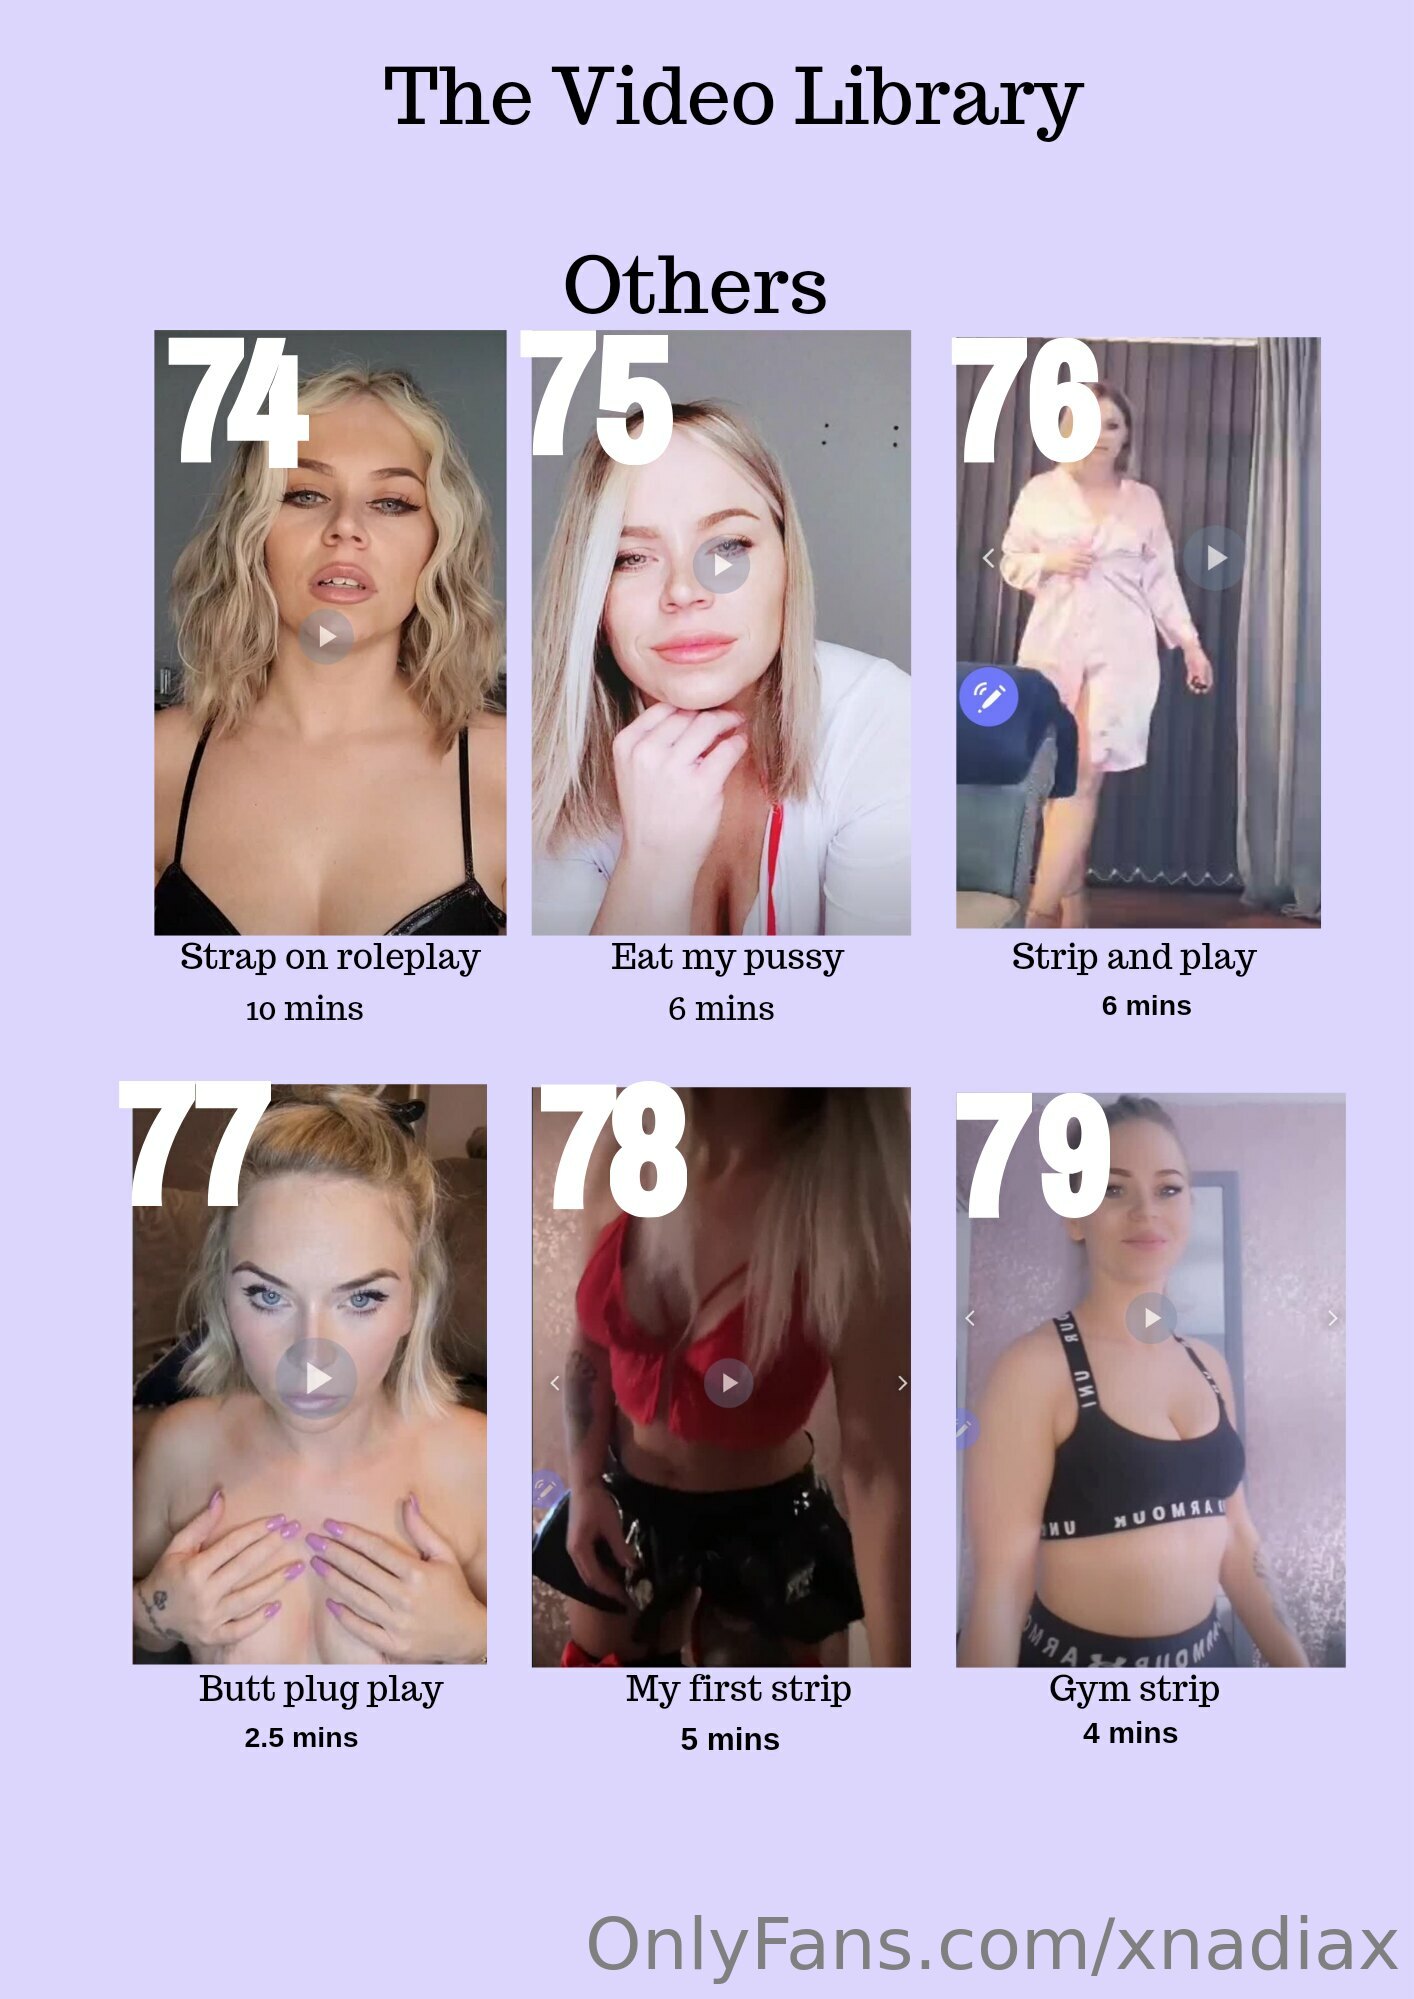 The Video Library
Others
74
75
76
Strap on roleplay
Eat my pussy
Strip and play
10 mins
6 mins
6 mins
77
78
79
Butt plug play
My first strip
Gym strip
2.5 mins
5 mins
4 mins
OnlyFans.com/xnadiax